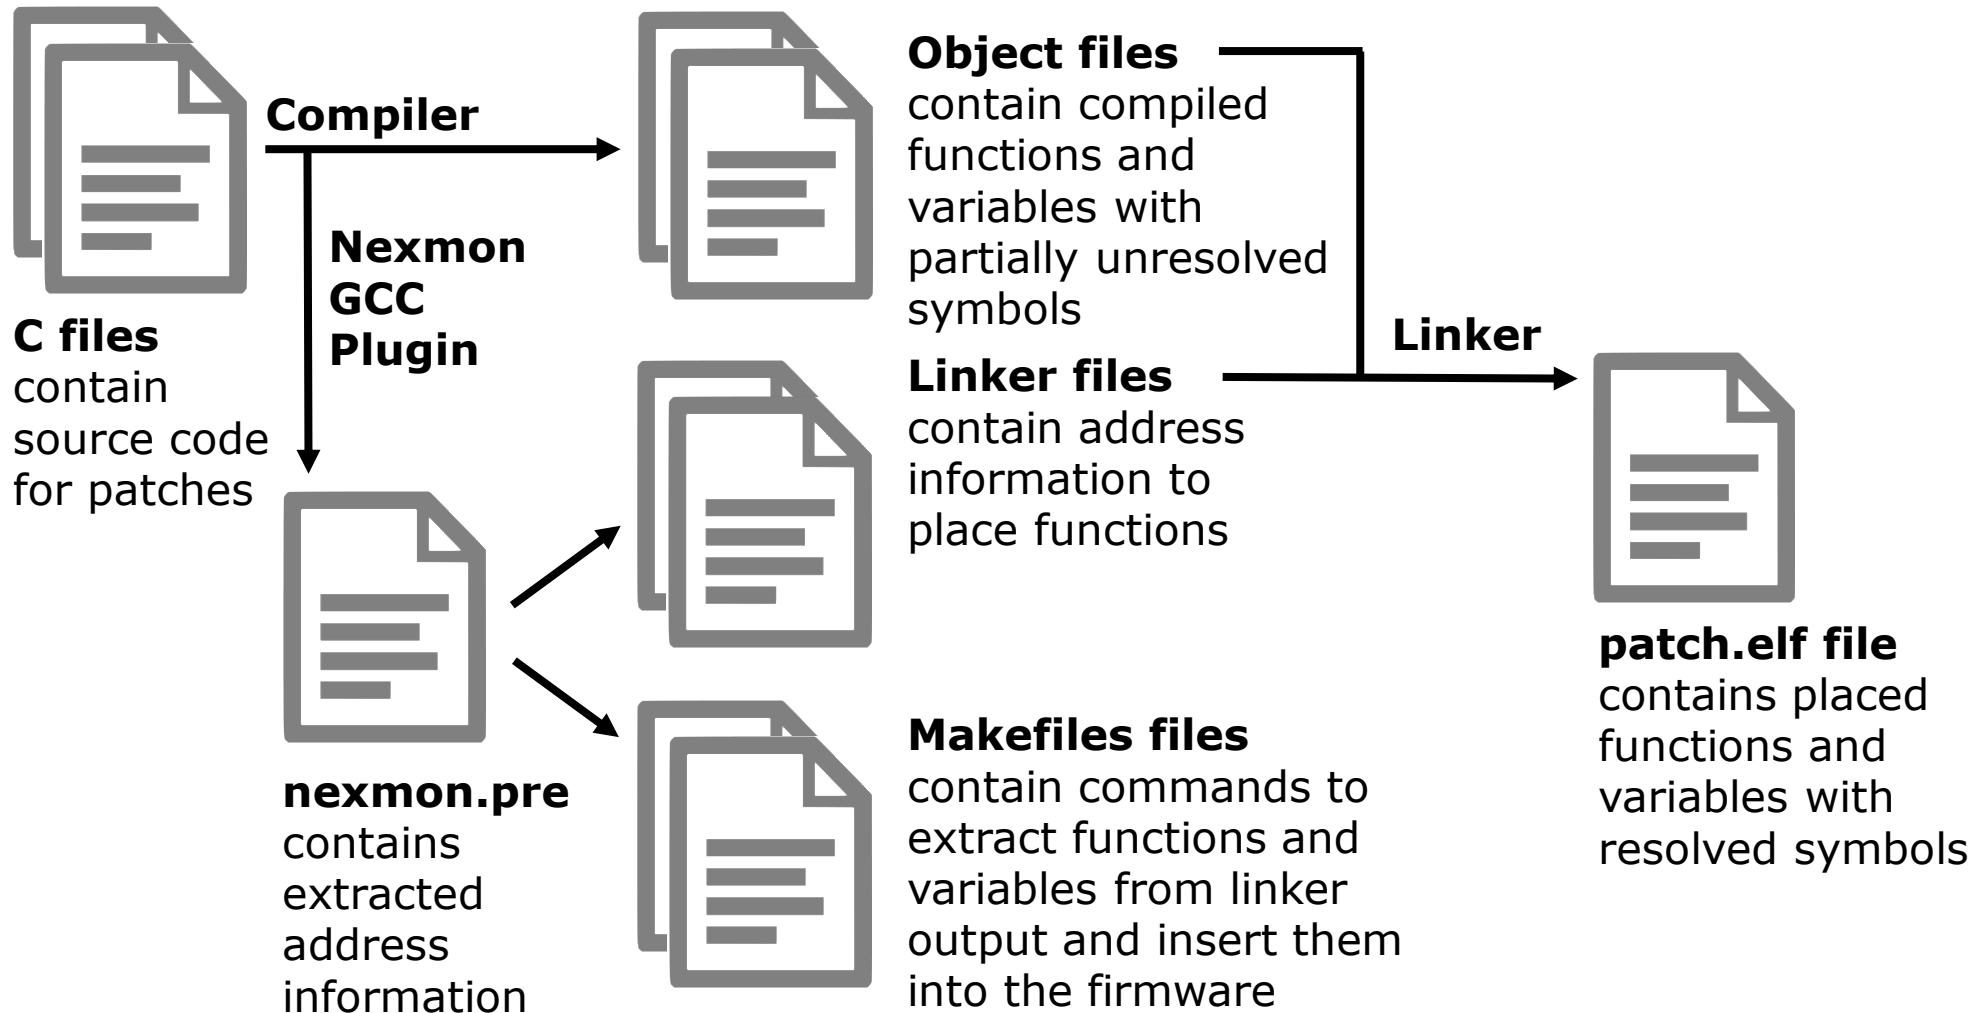 Compiler
Nexmon
GCC
Plugin
C files
contain
source code
for patches
nexmon.pre
contains
extracted
address
information
Object files
contain compiled
functions and
variables with
partially unresolved
symbols
Linker files
contain address
information to
place functions
Makefiles files
contain commands to
extract functions and
variables from linker
output and insert them
into the firmware
Linker
patch.elf file
contains placed
functions and
variables with
resolved symbols